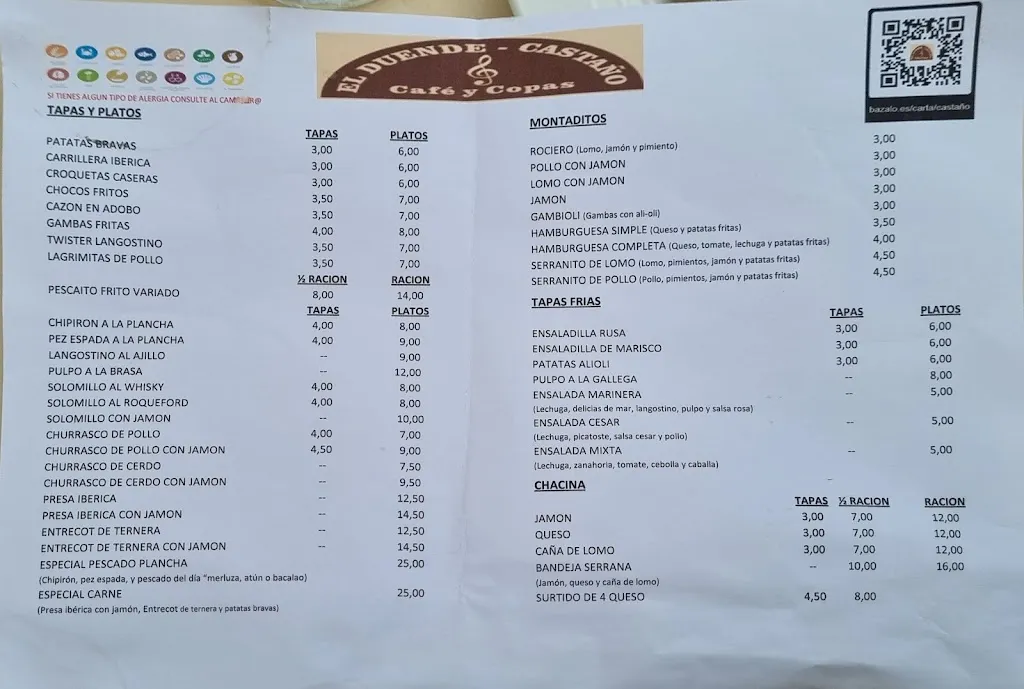 EL DUENDE - CASTAÑO
Café y Copas
bazalo.es/carta/castaño
SI TIENES ALGUN TIPO DE ALERGIA CONSULTE AL CAMARER@
TAPAS Y PLATOS
TAPAS PLATOS
PATATAS BRAVAS 3,00 6,00
CARRILLERA IBERICA 3,00 6,00
CROQUETAS CASERAS 3,00 6,00
CHOCOS FRITOS 3,50 7,00
CAZON EN ADOBO 3,50 7,00
GAMBAS FRITAS 4,00 8,00
TWISTER LANGOSTINO 3,50 7,00
LAGRIMITAS DE POLLO 3,50 7,00
½ RACION RACION
PESCAITO FRITO VARIADO 8,00 14,00
TAPAS PLATOS
CHIPIRON A LA PLANCHA 4,00 8,00
PEZ ESPADA A LA PLANCHA 4,00 9,00
LANGOSTINO AL AJILLO -- 9,00
PULPO A LA BRASA -- 12,00
SOLOMILLO AL WHISKY 4,00 8,00
SOLOMILLO AL ROQUEFORD 4,00 8,00
SOLOMILLO CON JAMON -- 10,00
CHURRASCO DE POLLO 4,00 7,00
CHURRASCO DE POLLO CON JAMON 4,50 9,00
CHURRASCO DE CERDO -- 7,50
CHURRASCO DE CERDO CON JAMON -- 9,50
PRESA IBERICA -- 12,50
PRESA IBERICA CON JAMON -- 14,50
ENTRECOT DE TERNERA -- 12,50
ENTRECOT DE TERNERA CON JAMON -- 14,50
ESPECIAL PESCADO PLANCHA 25,00
(Chipirón, pez espada, y pescado del día "merluza, atún o bacalao)
ESPECIAL CARNE 25,00
(Presa ibérica con jamón, Entrecot de ternera y patatas bravas)
MONTADITOS
ROCIERO (Lomo, jamón y pimiento) 3,00
POLLO CON JAMON 3,00
LOMO CON JAMON 3,00
JAMON 3,00
GAMBIOLI (Gambas con ali-oli) 3,00
HAMBURGUESA SIMPLE (Queso y patatas fritas) 3,50
HAMBURGUESA COMPLETA (Queso, tomate, lechuga y patatas fritas) 4,00
SERRANITO DE LOMO (Lomo, pimientos, jamón y patatas fritas) 4,50
SERRANITO DE POLLO (Pollo, pimientos, jamón y patatas fritas) 4,50
TAPAS FRIAS
TAPAS PLATOS
ENSALADILLA RUSA 3,00 6,00
ENSALADILLA DE MARISCO 3,00 6,00
PATATAS ALIOLI 3,00 6,00
PULPO A LA GALLEGA -- 8,00
ENSALADA MARINERA -- 5,00
(Lechuga, delicias de mar, langostino, pulpo y salsa rosa)
ENSALADA CESAR -- 5,00
(Lechuga, picatoste, salsa cesar y pollo)
ENSALADA MIXTA -- 5,00
(Lechuga, zanahoria, tomate, cebolla y caballa)
CHACINA
TAPAS ½ RACION RACION
JAMON 3,00 7,00 12,00
QUESO 3,00 7,00 12,00
CAÑA DE LOMO 3,00 7,00 12,00
BANDEJA SERRANA -- 10,00 16,00
(Jamón, queso y caña de lomo)
SURTIDO DE 4 QUESO 4,50 8,00